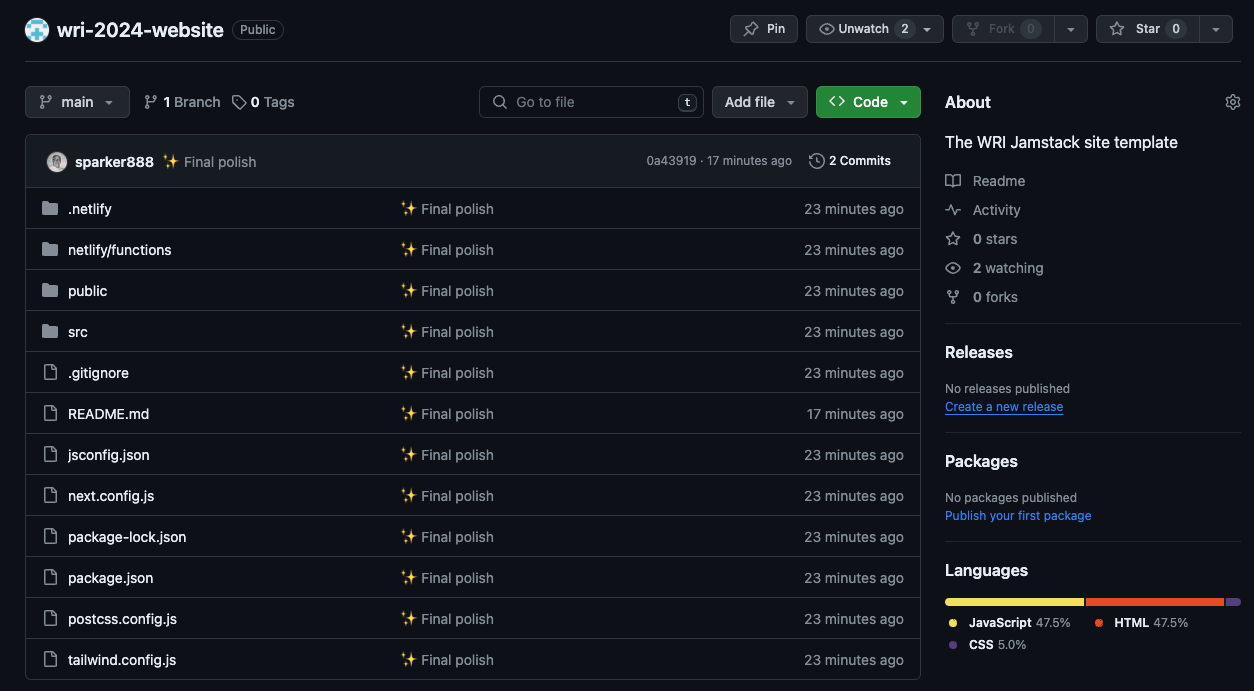 wri-2024-website Public Pin Unwatch 2 Fork 0 Star 0
main 1 Branch 0 Tags Go to file t Add file Code
sparker888 ✨ Final polish 0a43919 · 17 minutes ago 2 Commits
.netlify ✨ Final polish 23 minutes ago
netlify/functions ✨ Final polish 23 minutes ago
public ✨ Final polish 23 minutes ago
src ✨ Final polish 23 minutes ago
.gitignore ✨ Final polish 23 minutes ago
README.md ✨ Final polish 17 minutes ago
jsconfig.json ✨ Final polish 23 minutes ago
next.config.js ✨ Final polish 23 minutes ago
package-lock.json ✨ Final polish 23 minutes ago
package.json ✨ Final polish 23 minutes ago
postcss.config.js ✨ Final polish 23 minutes ago
tailwind.config.js ✨ Final polish 23 minutes ago
About
The WRI Jamstack site template
Readme
Activity
0 stars
2 watching
0 forks
Releases
No releases published
Create a new release
Packages
No packages published
Publish your first package
Languages
JavaScript 47.5% HTML 47.5%
CSS 5.0%